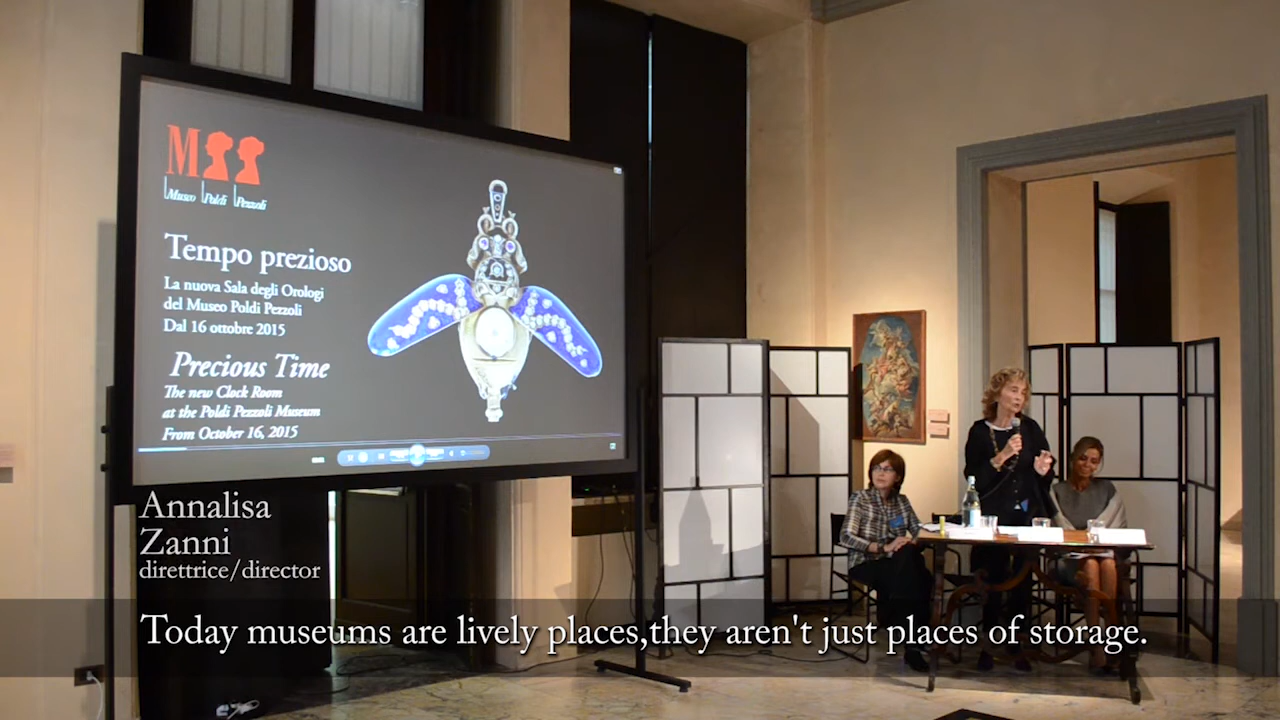 M
Museo Poldi Pezzoli
Tempo prezioso
La nuova Sala degli Orologi
del Museo Poldi Pezzoli
Dal 16 ottobre 2015
Precious Time
The new Clock Room
at the Poldi Pezzoli Museum
From October 16, 2015
Annalisa
Zanni
direttrice/director
Today museums are lively places,they aren't just places of storage.